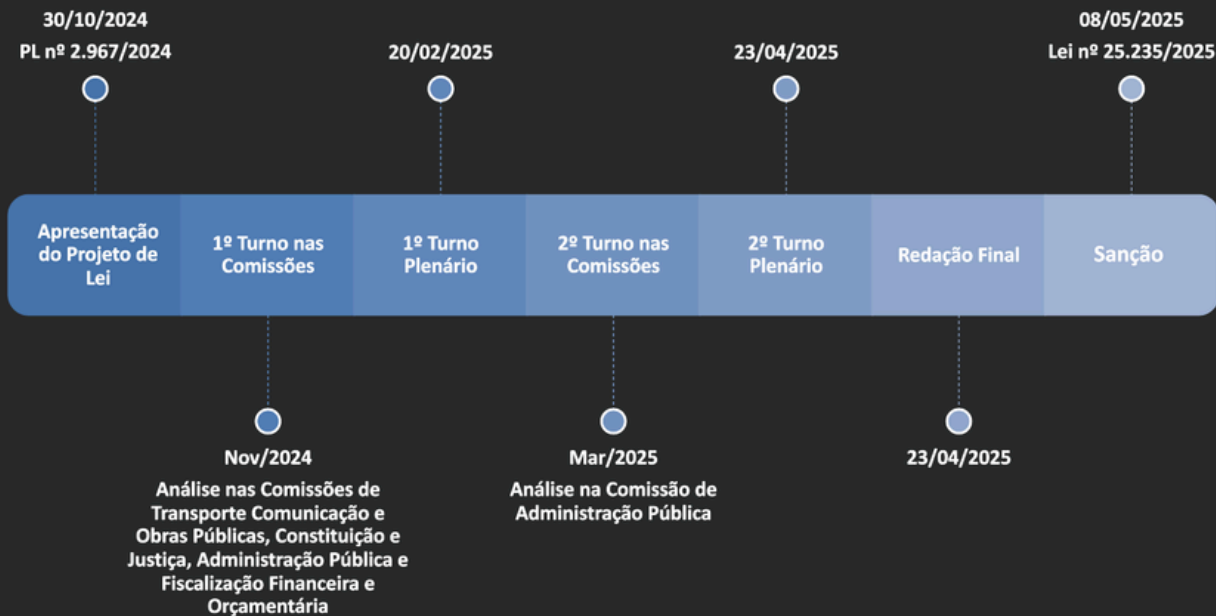 30/10/2024
PL nº 2.967/2024
20/02/2025
23/04/2025
08/05/2025
Lei nº 25.235/2025
Apresentação
do Projeto de
Lei
1º Turno nas
Comissões
1º Turno
Plenário
2º Turno nas
Comissões
2º Turno
Plenário
Redação Final
Sanção
Nov/2024
Análise nas Comissões de
Transporte Comunicação e
Obras Públicas, Constituição e
Justiça, Administração Pública e
Fiscalização Financeira e
Orçamentária
Mar/2025
Análise na Comissão de
Administração Pública
23/04/2025